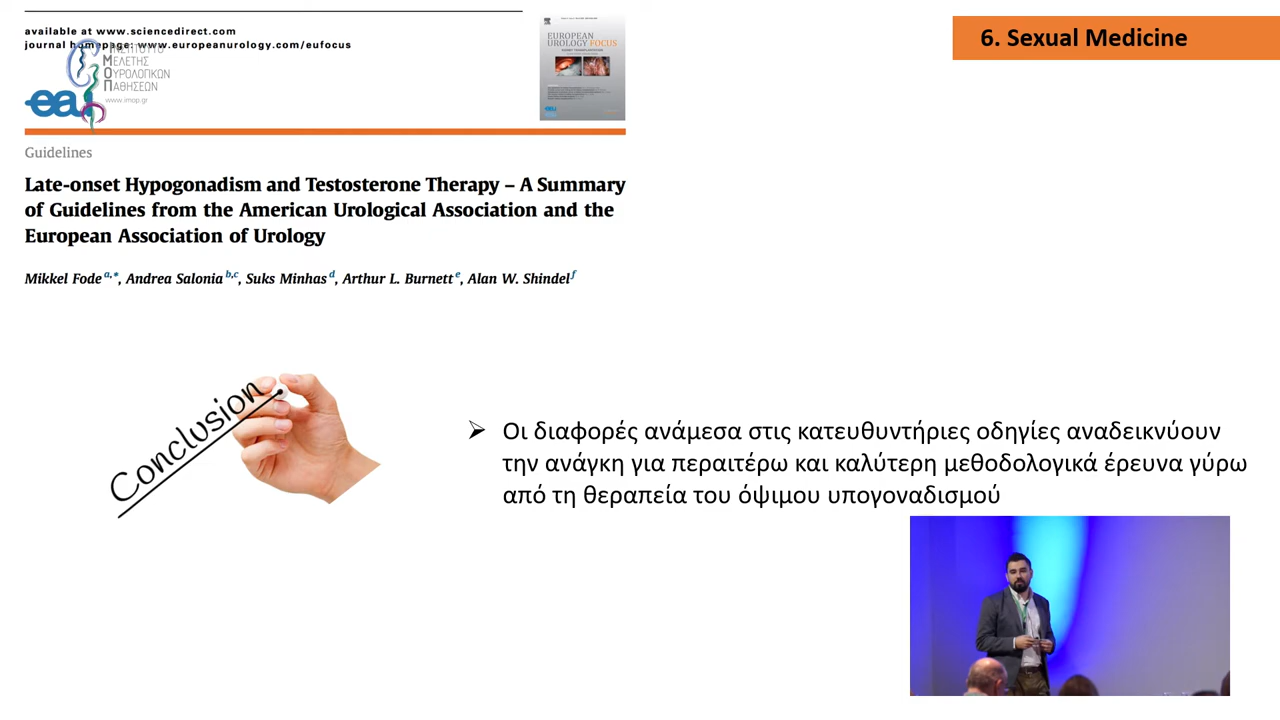 available at www.sciencedirect.com
journal homepage: www.europeanurology.com/eufocus
ΙΝΣΤΙΤΟΥΤΟ
ΜΕΛΕΤΗΣ
ΟΥΡΟΛΟΓΙΚΩΝ
ΠΑΘΗΣΕΩΝ
www.imop.gr
eau
EUROPEAN
UROLOGY FOCUS
6. Sexual Medicine
Guidelines
Late-onset Hypogonadism and Testosterone Therapy – A Summary
of Guidelines from the American Urological Association and the
European Association of Urology
Mikkel Fode a,*, Andrea Salonia b,c, Suks Minhas d, Arthur L. Burnett e, Alan W. Shindel f
Conclusion
Οι διαφορές ανάμεσα στις κατευθυντήριες οδηγίες αναδεικνύουν
την ανάγκη για περαιτέρω και καλύτερη μεθοδολογικά έρευνα γύρω
από τη θεραπεία του όψιμου υπογοναδισμού